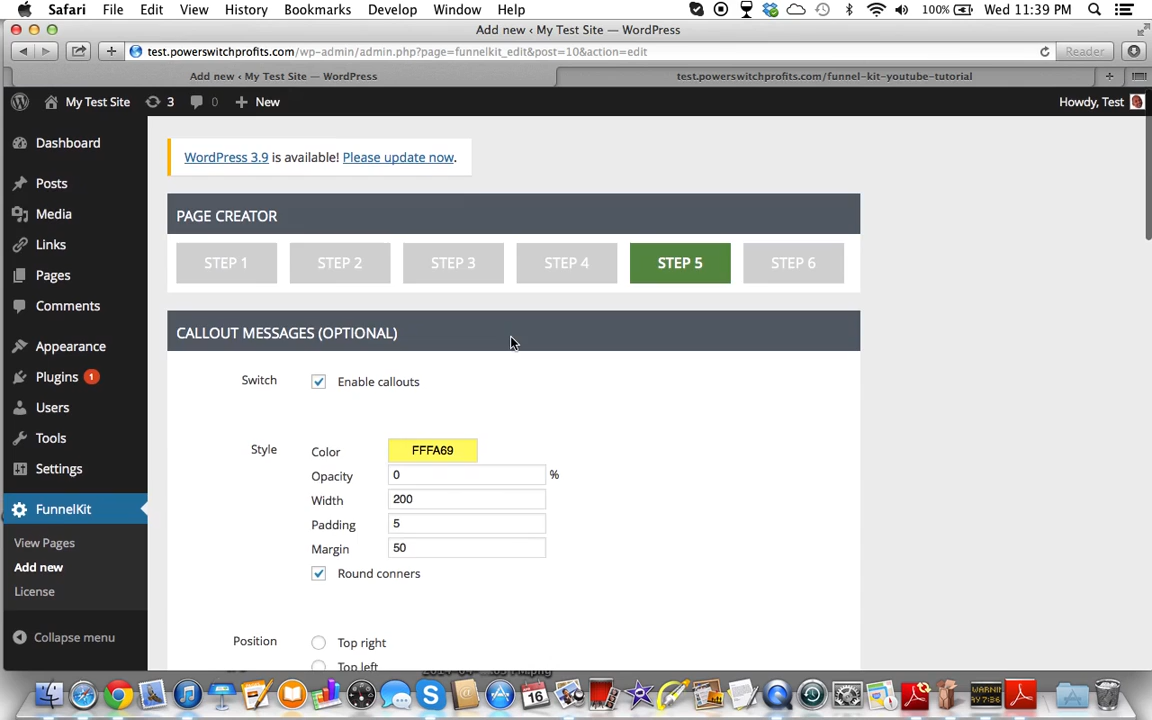 Safari File Edit View History Bookmarks Develop Window Help 100% Wed 11:39 PM
Add new ‹ My Test Site — WordPress
test.powerswitchprofits.com/wp-admin/admin.php?page=funnelkit_edit&post=10&action=edit Reader
Add new ‹ My Test Site — WordPress test.powerswitchprofits.com/funnel-kit-youtube-tutorial
My Test Site 3 0 New Howdy, Test
Dashboard
Posts
Media
Links
Pages
Comments
Appearance
Plugins 1
Users
Tools
Settings
FunnelKit
View Pages
Add new
License
Collapse menu
WordPress 3.9 is available! Please update now.
PAGE CREATOR
STEP 1 STEP 2 STEP 3 STEP 4 STEP 5 STEP 6
CALLOUT MESSAGES (OPTIONAL)
Switch Enable callouts
Style Color FFFA69
Opacity 0 %
Width 200
Padding 5
Margin 50
Round conners
Position Top right
Top left